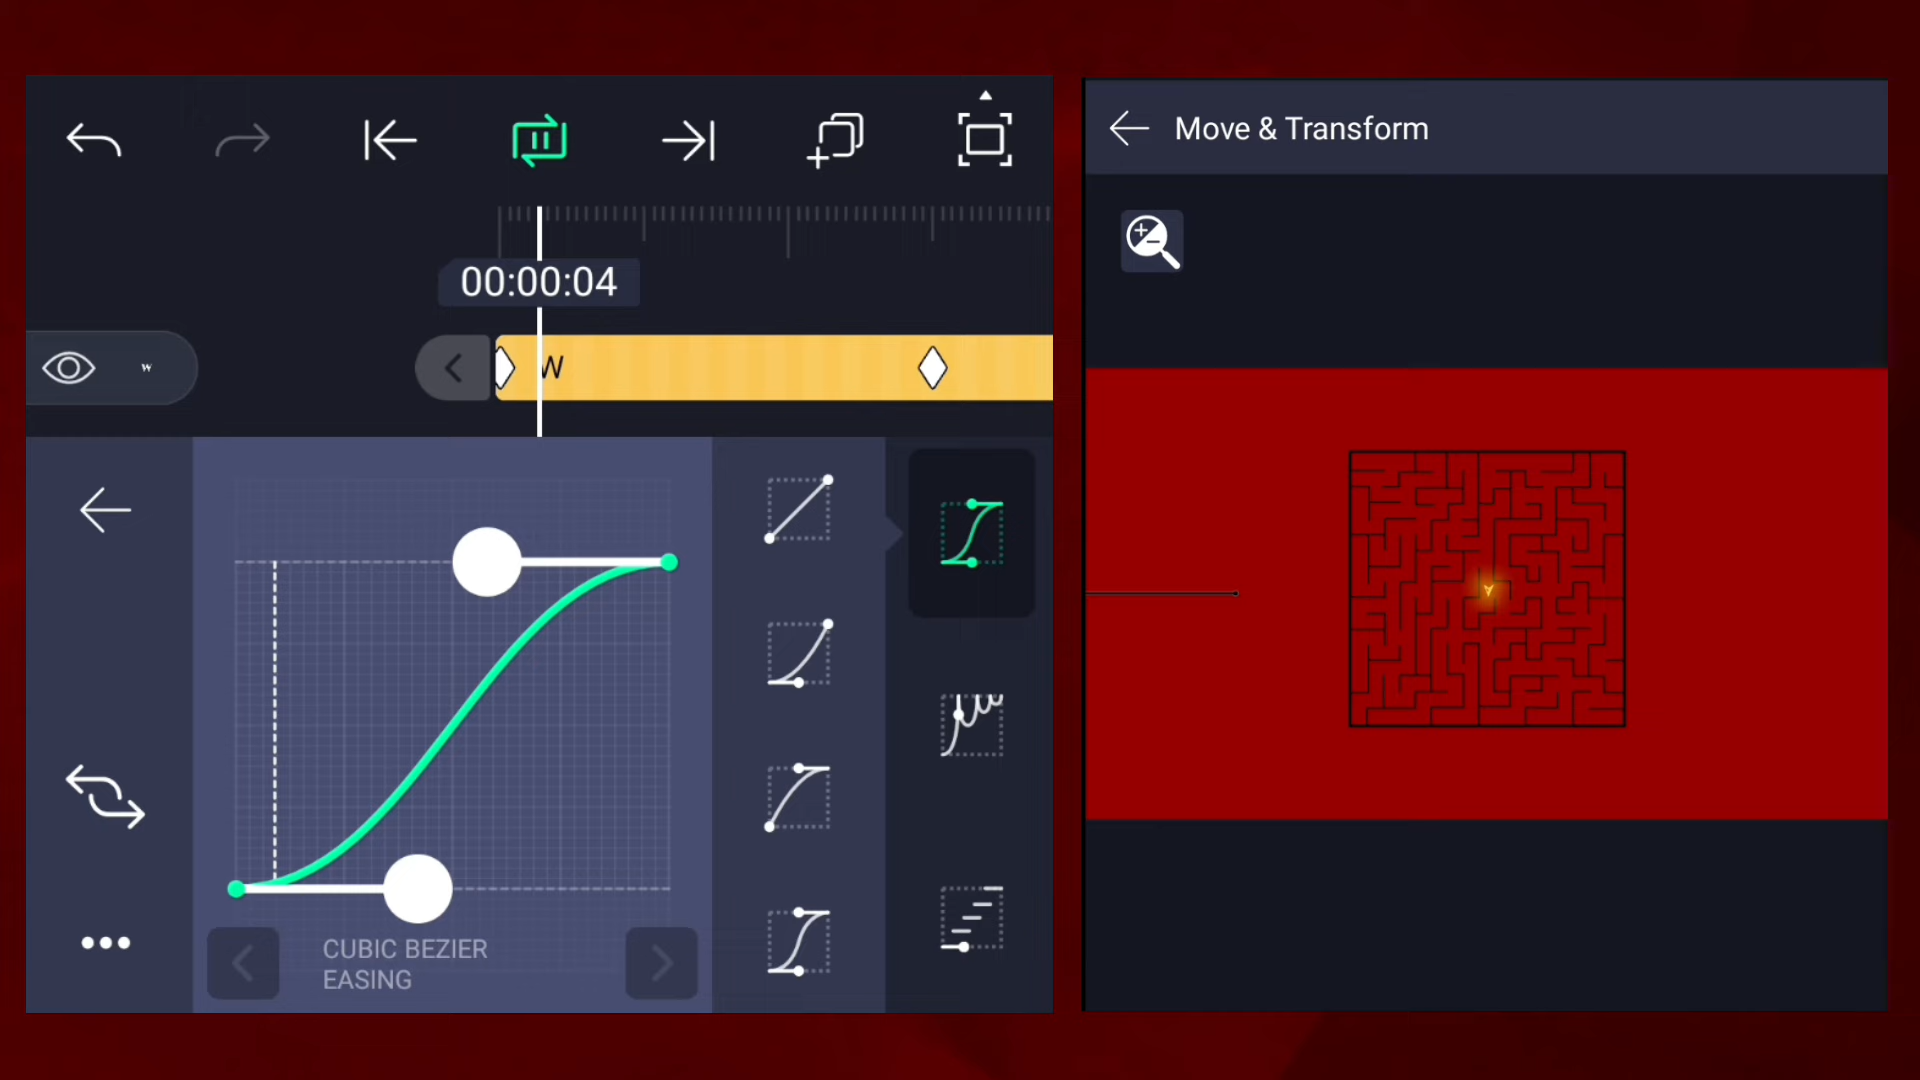 00:00:04
w
W
CUBIC BEZIER
EASING
Move & Transform